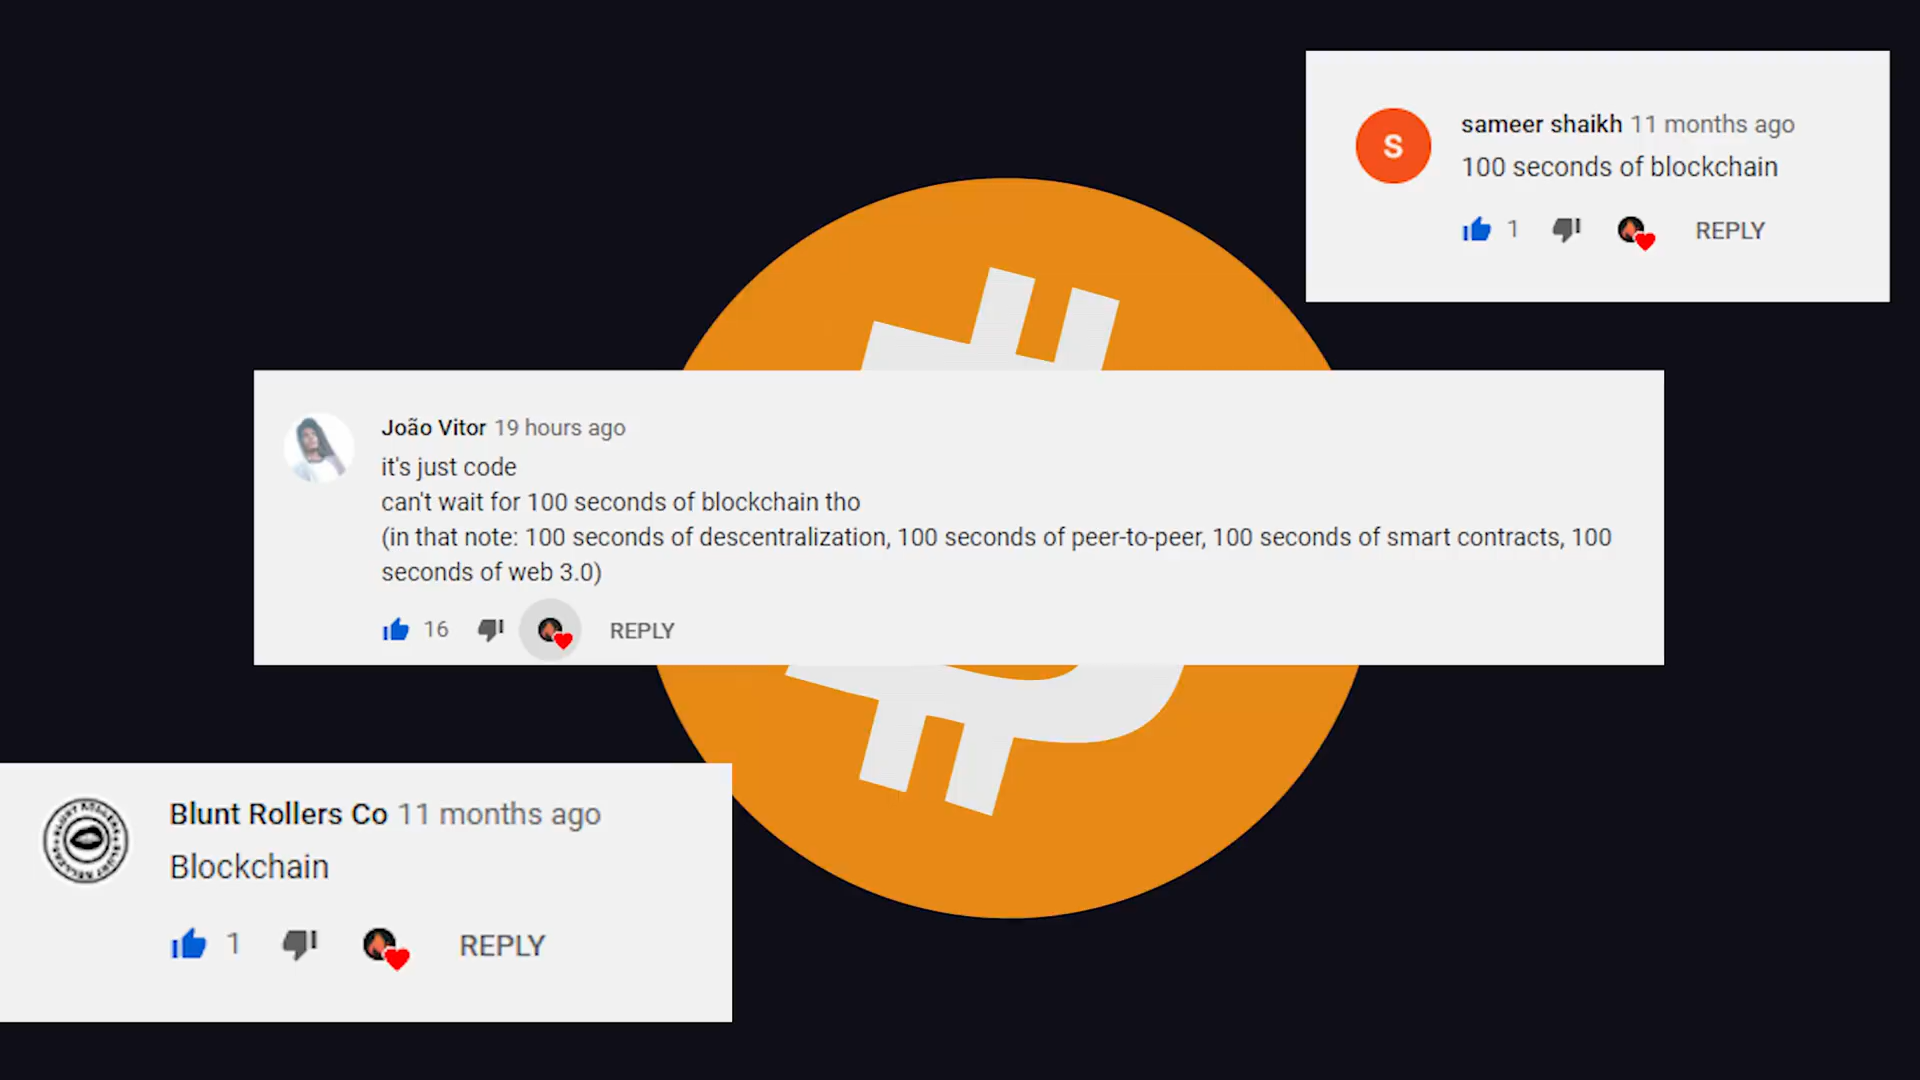 S
sameer shaikh 11 months ago
100 seconds of blockchain
1 REPLY
João Vitor 19 hours ago
it's just code
can't wait for 100 seconds of blockchain tho
(in that note: 100 seconds of descentralization, 100 seconds of peer-to-peer, 100 seconds of smart contracts, 100
seconds of web 3.0)
16 REPLY
Blunt Rollers Co 11 months ago
Blockchain
1 REPLY